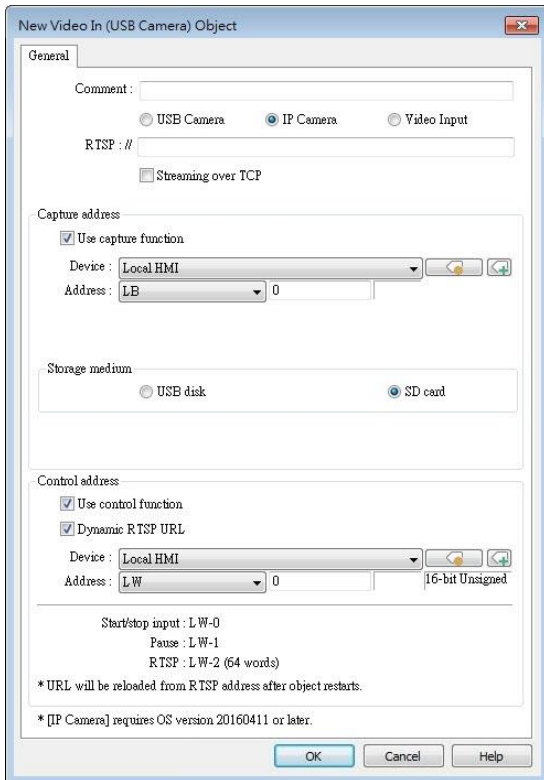 New Video In (USB Camera) Object
General
Comment :
USB Camera IP Camera Video Input
RTSP : //
Streaming over TCP
Capture address
Use capture function
Device : Local HMI
Address : LB 0
Storage medium
USB disk SD card
Control address
Use control function
Dynamic RTSP URL
Device : Local HMI
Address : LW 0 16-bit Unsigned
Start/stop input : LW-0
Pause : LW-1
RTSP : LW-2 (64 words)
* URL will be reloaded from RTSP address after object restarts.
* [IP Camera] requires OS version 20160411 or later.
OK Cancel Help